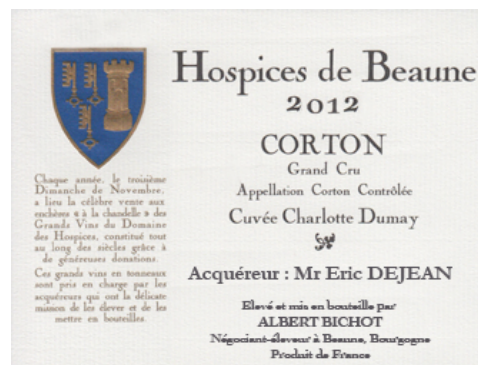 Hospices de Beaune
2012
CORTON
Grand Cru
Appellation Corton Contrôlée
Cuvée Charlotte Dumay
Acquéreur : Mr Eric DEJEAN
Elevé et mis en bouteille par
ALBERT BICHOT
Négociant-éleveur à Beaune, Bourgogne
Produit de France
Chaque année, le troisième
Dimanche de Novembre,
a lieu la célèbre vente aux
enchères « à la chandelle » des
Grands Vins du Domaine
des Hospices, constitué tout
au long des siècles grâce à
de généreuses donations.
Ces grands vins en tonneaux
sont pris en charge par les
acquéreurs qui ont la délicate
mission de les élever et de les
mettre en bouteilles.